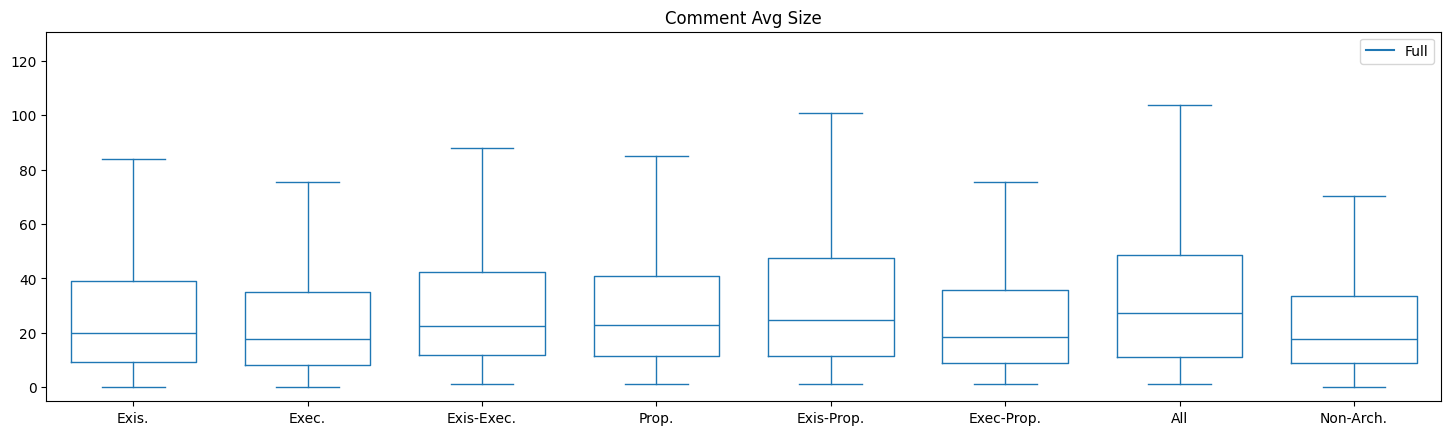 Comment Avg Size
Full
120
100
80
60
40
20
0
Exis.
Exec.
Exis-Exec.
Prop.
Exis-Prop.
Exec-Prop.
All
Non-Arch.